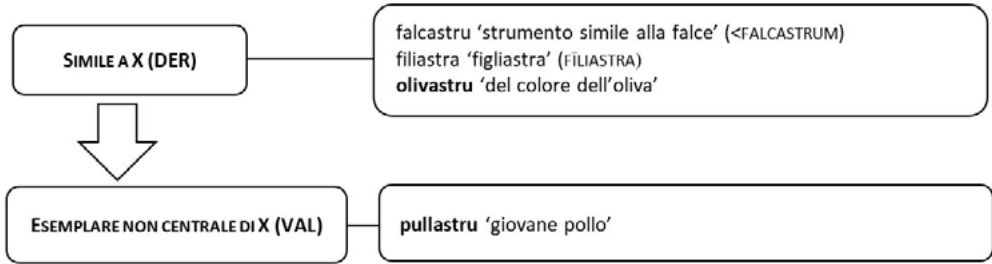 SIMILE A X (DER)
falcastru ‘strumento simile alla falce’ (<FALCASTRUM)
filiastra ‘figliastra’ (FĪLIASTRA)
olivastru ‘del colore dell’oliva’
ESEMPLARE NON CENTRALE DI X (VAL)
pullastru ‘giovane pollo’